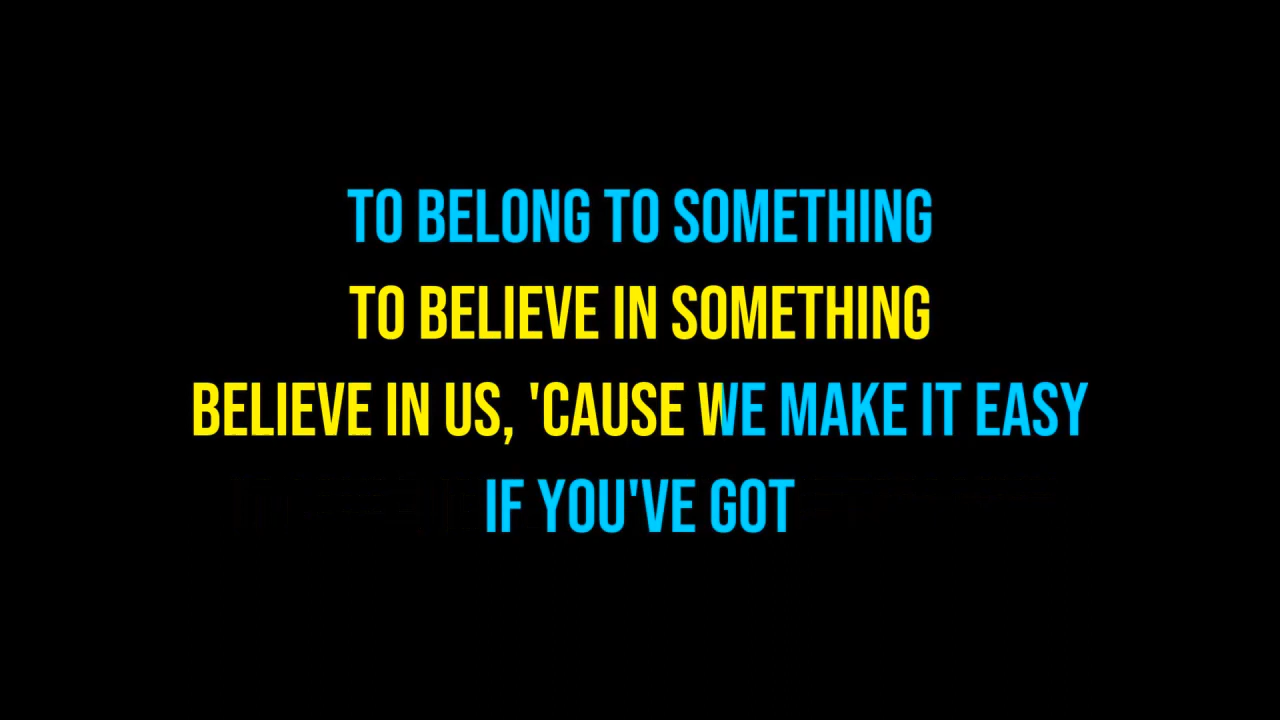 TO BELONG TO SOMETHING
TO BELIEVE IN SOMETHING
BELIEVE IN US, 'CAUSE WE MAKE IT EASY
IF YOU'VE GOT